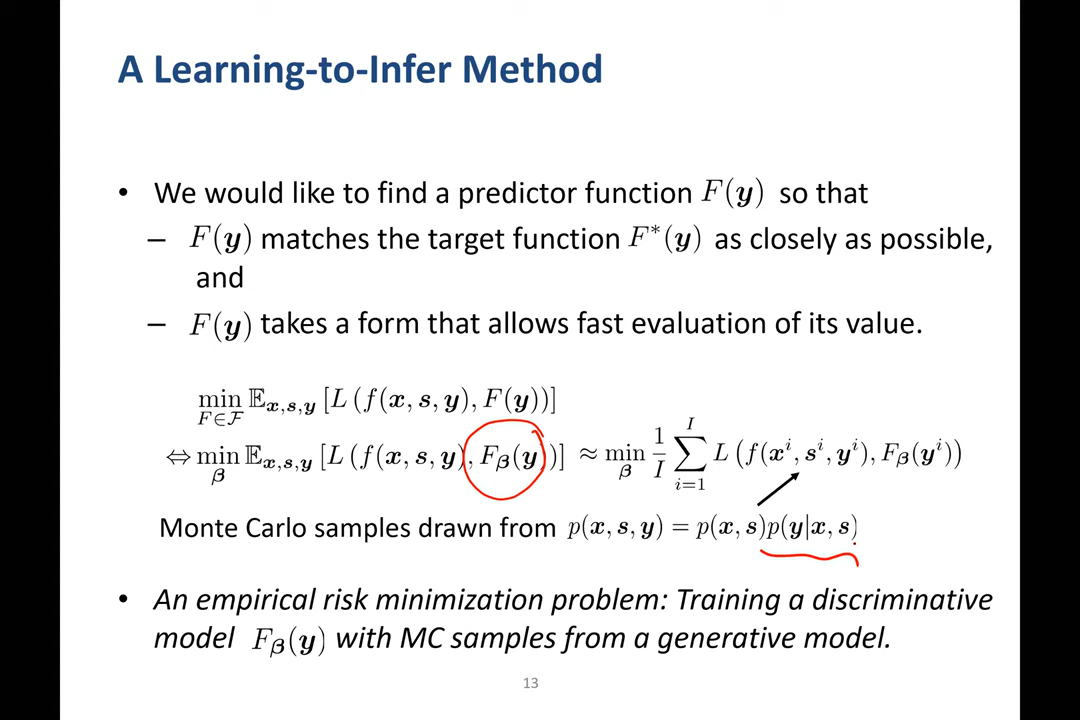 A Learning-to-Infer Method
• We would like to find a predictor function F(y) so that
– F(y) matches the target function F*(y) as closely as possible,
and
– F(y) takes a form that allows fast evaluation of its value.
min_{F∈𝓕} 𝔼_{x,s,y} [L (f(x, s, y), F(y))]
⇔ min_β 𝔼_{x,s,y} [L (f(x, s, y), F_β(y))] ≈ min_β 1/I ∑_{i=1}^{I} L (f(x^i, s^i, y^i), F_β(y^i))
Monte Carlo samples drawn from p(x, s, y) = p(x, s)p(y|x, s)
• An empirical risk minimization problem: Training a discriminative
model F_β(y) with MC samples from a generative model.
13